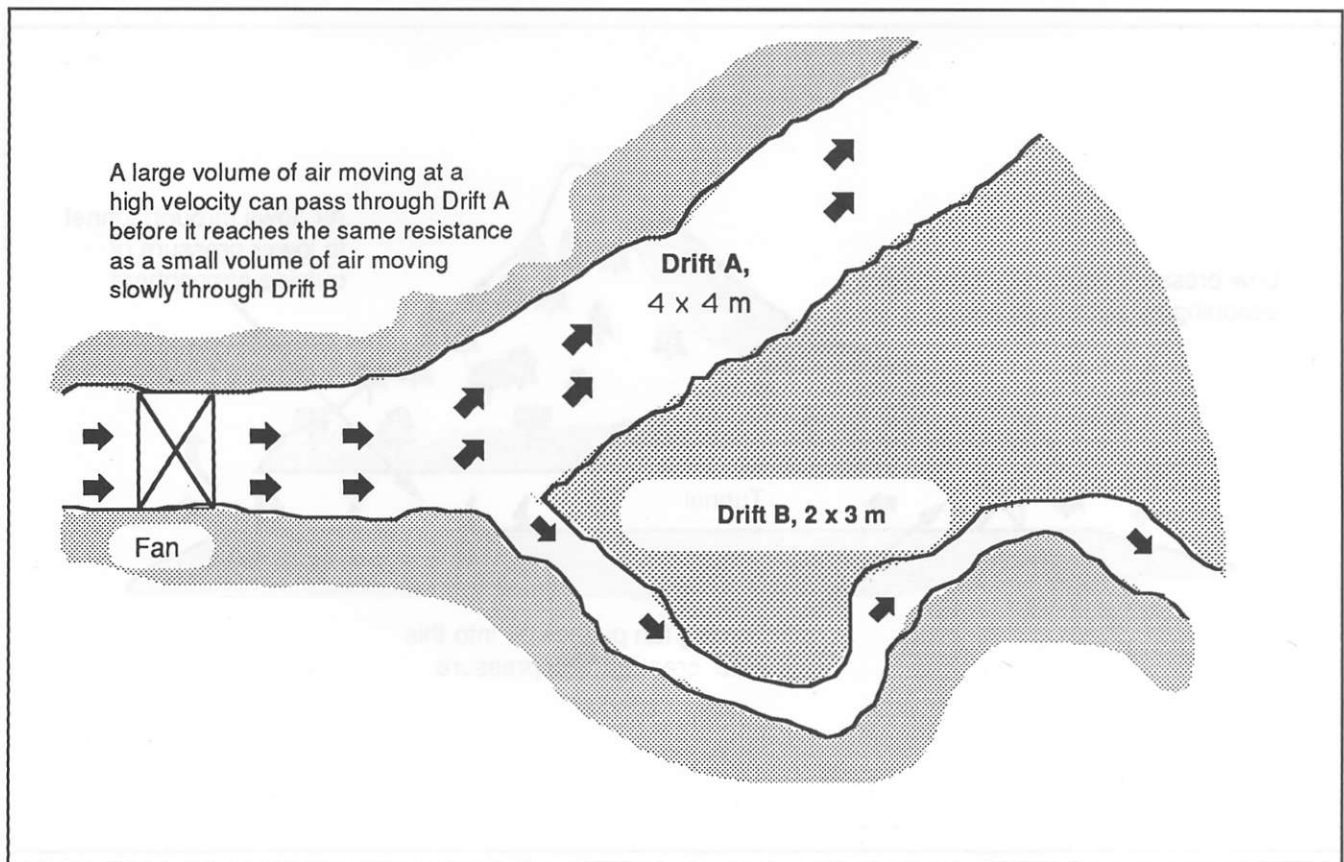 A large volume of air moving at a
high velocity can pass through Drift A
before it reaches the same resistance
as a small volume of air moving
slowly through Drift B
Drift A,
4 x 4 m
Drift B, 2 x 3 m
Fan